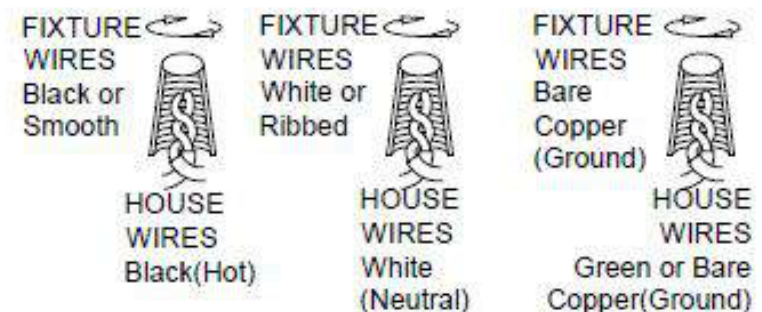 FIXTURE
WIRES
Black or
Smooth
HOUSE
WIRES
Black(Hot)
FIXTURE
WIRES
White or
Ribbed
HOUSE
WIRES
White
(Neutral)
FIXTURE
WIRES
Bare
Copper
(Ground)
HOUSE
WIRES
Green or Bare
Copper(Ground)